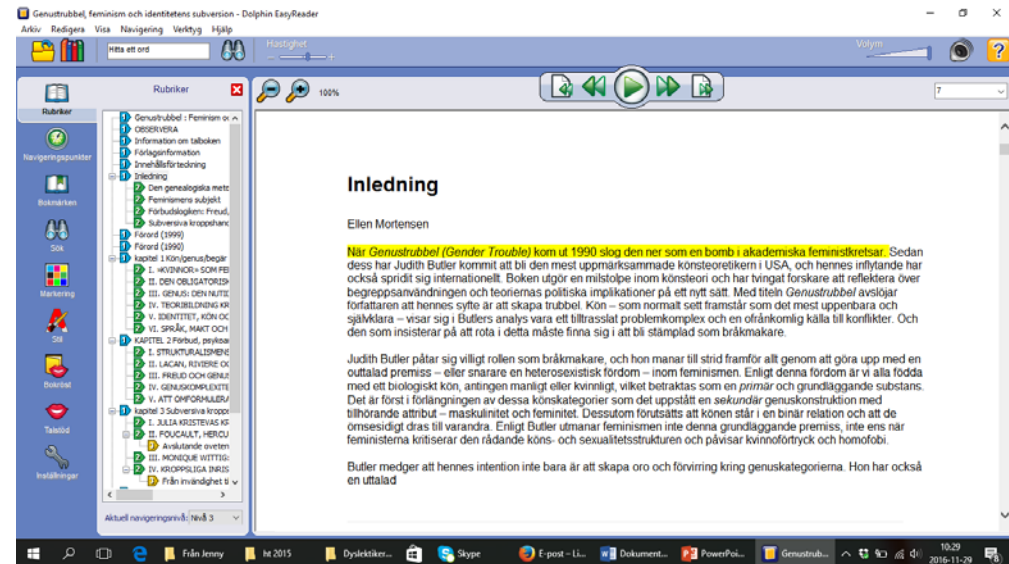 Genustrubbel, feminism och identitetens subversion - Dolphin EasyReader
Arkiv Redigera Visa Navigering Verktyg Hjälp
Hitta ett ord
Hastighet
Volym
Rubriker
100%
7
Rubriker
Navigeringspunkter
Bokmärken
Sök
Markering
Stil
Bokröst
Talstöd
Inställningar
Genustrubbel : Feminism oc
OBSERVERA
Information om talboken
Förlagsinformation
Innehållsförteckning
Inledning
Den genealogiska meto
Feminismens subjekt
Förbudslogiken: Freud,
Subversiva kroppshand
Förord (1999)
Förord (1990)
kapitel 1 Kön/genus/begär
I. »KVINNOR» SOM FEM
II. DEN OBLIGATORISK
III. GENUS: DEN NUTID
IV. TEORIBILDNING KR
V. IDENTITET, KÖN OC
VI. SPRÅK, MAKT OCH
KAPITEL 2 Förbud, psykoan
I. STRUKTURALISMENS
II. LACAN, RIVIERE OC
III. FREUD OCH GENUS
IV. GENUSKOMPLEXITE
V. ATT OMFORMULERA
kapitel 3 Subversiva kropps
I. JULIA KRISTEVAS KR
II. FOUCAULT, HERCU
Avslutande oveten
III. MONIQUE WITTIG:
IV. KROPPSLIGA INRIS
Från invändighet ti
Aktuell navigeringsnivå: Nivå 3
Inledning
Ellen Mortensen
När Genustrubbel (Gender Trouble) kom ut 1990 slog den ner som en bomb i akademiska feministkretsar. Sedan
dess har Judith Butler kommit att bli den mest uppmärksammade könsteoretikern i USA, och hennes inflytande har
också spridit sig internationellt. Boken utgör en milstolpe inom könsteori och har tvingat forskare att reflektera över
begreppsanvändningen och teoriernas politiska implikationer på ett nytt sätt. Med titeln Genustrubbel avslöjar
författaren att hennes syfte är att skapa trubbel. Kön – som normalt sett framstår som det mest uppenbara och
självklara – visar sig i Butlers analys vara ett tilltrasslat problemkomplex och en ofrånkomlig källa till konflikter. Och
den som insisterar på att rota i detta måste finna sig i att bli stämplad som bråkmakare.
Judith Butler påtar sig villigt rollen som bråkmakare, och hon manar till strid framför allt genom att göra upp med en
outtalad premiss – eller snarare en heterosexistisk fördom – inom feminismen. Enligt denna fördom är vi alla födda
med ett biologiskt kön, antingen manligt eller kvinnligt, vilket betraktas som en primär och grundläggande substans.
Det är först i förlängningen av dessa könskategorier som det uppstått en sekundär genuskonstruktion med
tillhörande attribut – maskulinitet och feminitet. Dessutom förutsätts att könen står i en binär relation och att de
ömsesidigt dras till varandra. Enligt Butler utmanar feminismen inte denna grundläggande premiss, inte ens när
feministerna kritiserar den rådande köns- och sexualitetsstrukturen och påvisar kvinnoförtryck och homofobi.
Butler medger att hennes intention inte bara är att skapa oro och förvirring kring genuskategorierna. Hon har också
en uttalad
Från Jenny
ht 2015
Dyslektiker...
Skype
E-post – Li...
Dokument...
PowerPoi...
Genustrub...
10:29
2016-11-29